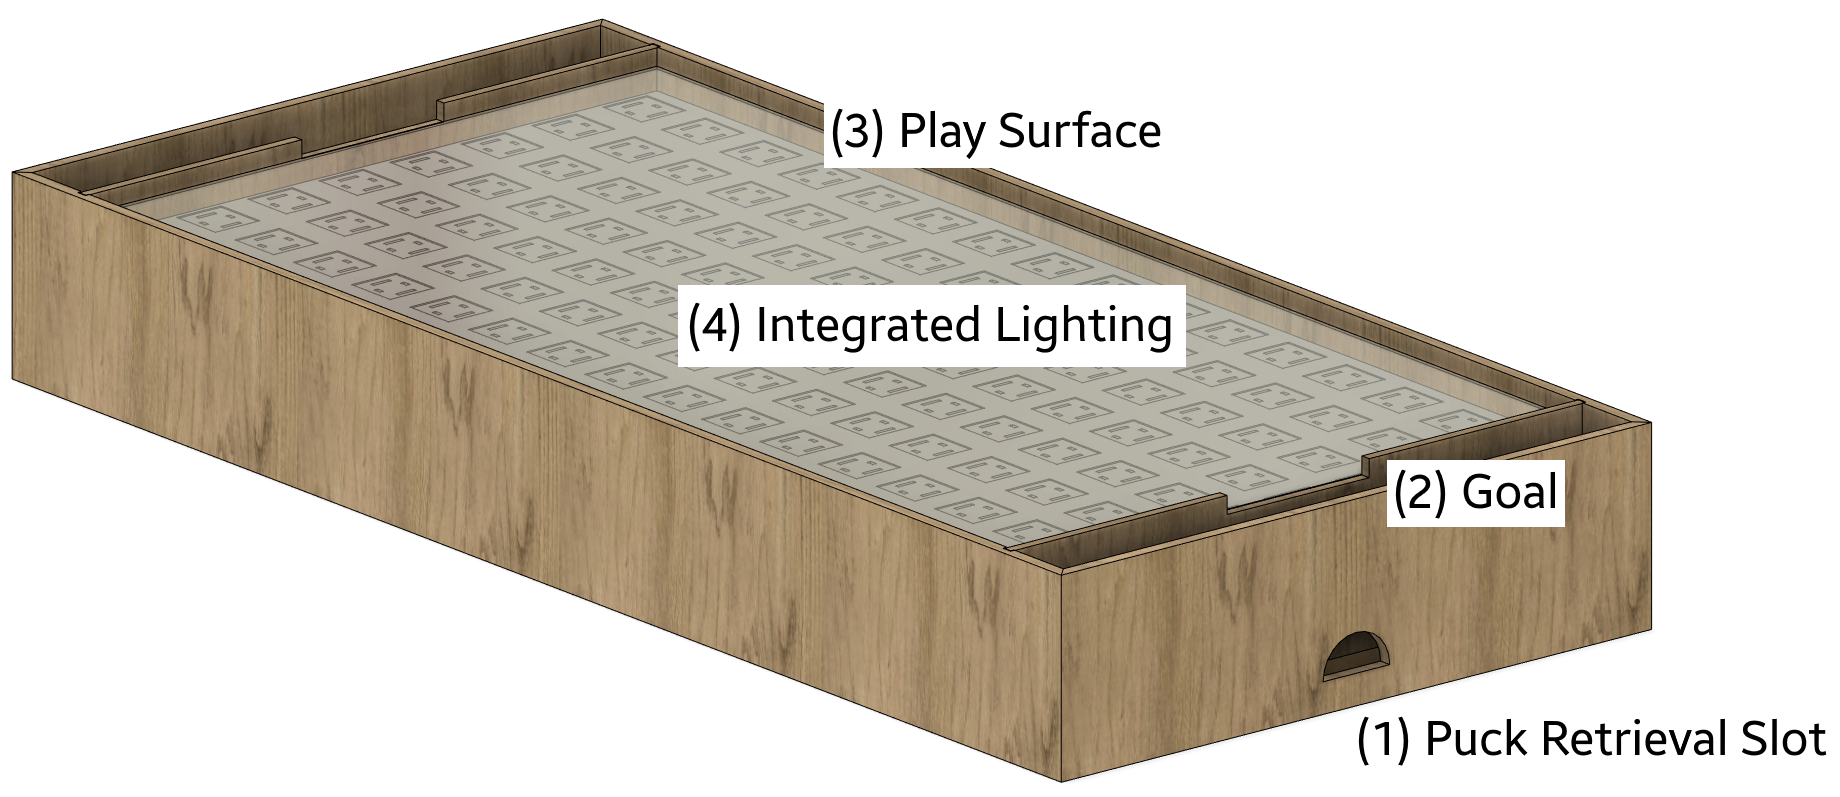 (3) Play Surface
(4) Integrated Lighting
(2) Goal
(1) Puck Retrieval Slot